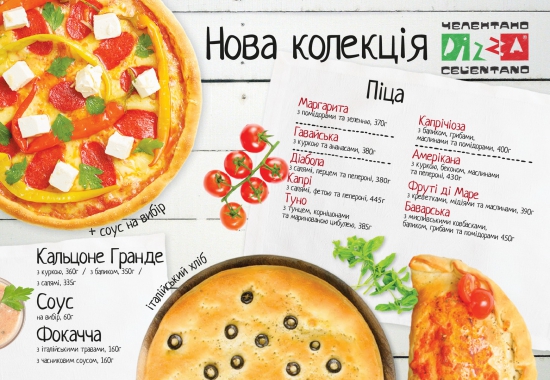 Нова колекція
ЧЕЛЕНТАНО
Pizza
CELENTANO
Піца
Маргарита
з помідорами та зеленню, 370г
Гавайська
з куркою та ананасами, 380г
Діабола
з салямі, перцем та пепероні, 380г
Капрі
з салямі, фетою та пепероні, 445г
Туно
з тунцем, корнішонами
та маринованою цибулею, 385г
Капрічіоза
з баликом, грибами,
маслинами та помідорами, 400г
Амерікана
з куркою, беконом, маслинами
та пепероні, 430г
Фруті ді Маре
з креветками, мідіями та маслинами, 390г
Баварська
з мисливськими ковбасками,
баликом, грибами та помідорами 450г
+ соус на вибір
Кальцоне Гранде
з куркою, 360г / з баликом, 350г /
з салямі, 335г
Соус
на вибір, 60г
Фокачча
з італійськими травами, 160г
з часниковим соусом, 160г
італійський хліб